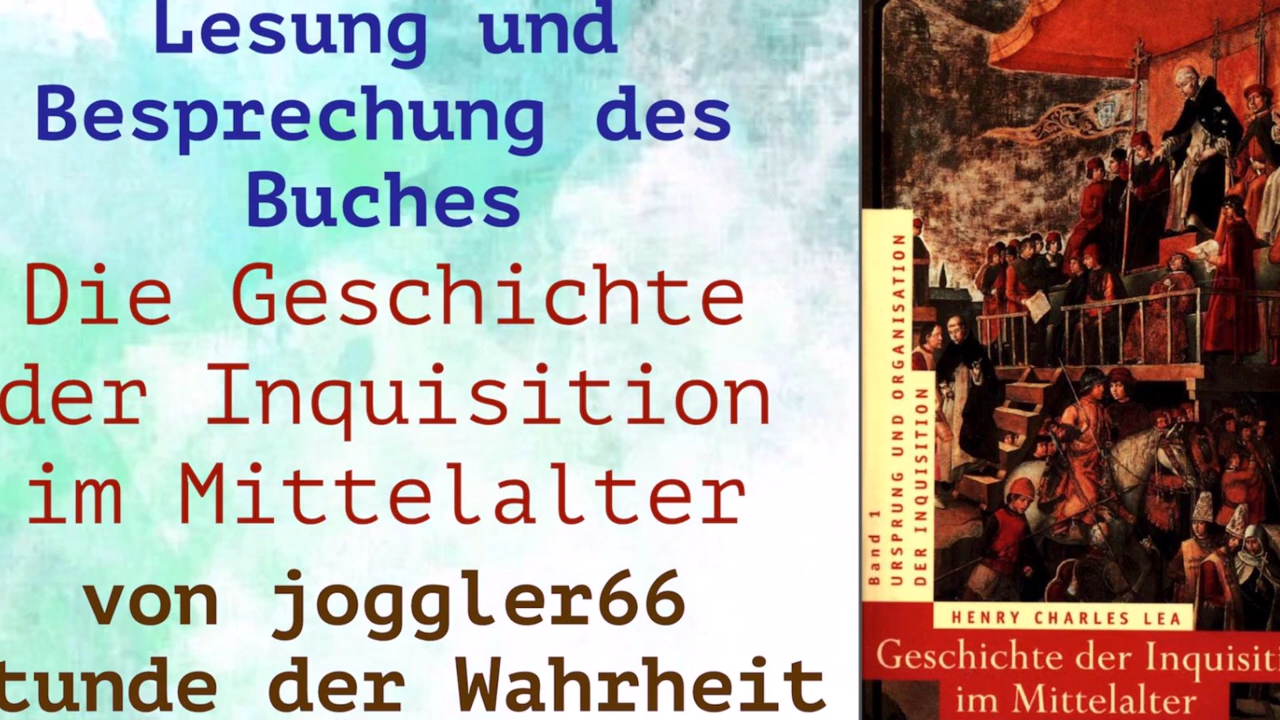 Lesung und
Besprechung des
Buches
Die Geschichte
der Inquisition
im Mittelalter
von joggler66
tunde der Wahrheit
Band 1
URSPRUNG UND ORGANISATION
DER INQUISITION
HENRY CHARLES LEA
Geschichte der Inquisiti
im Mittelalter